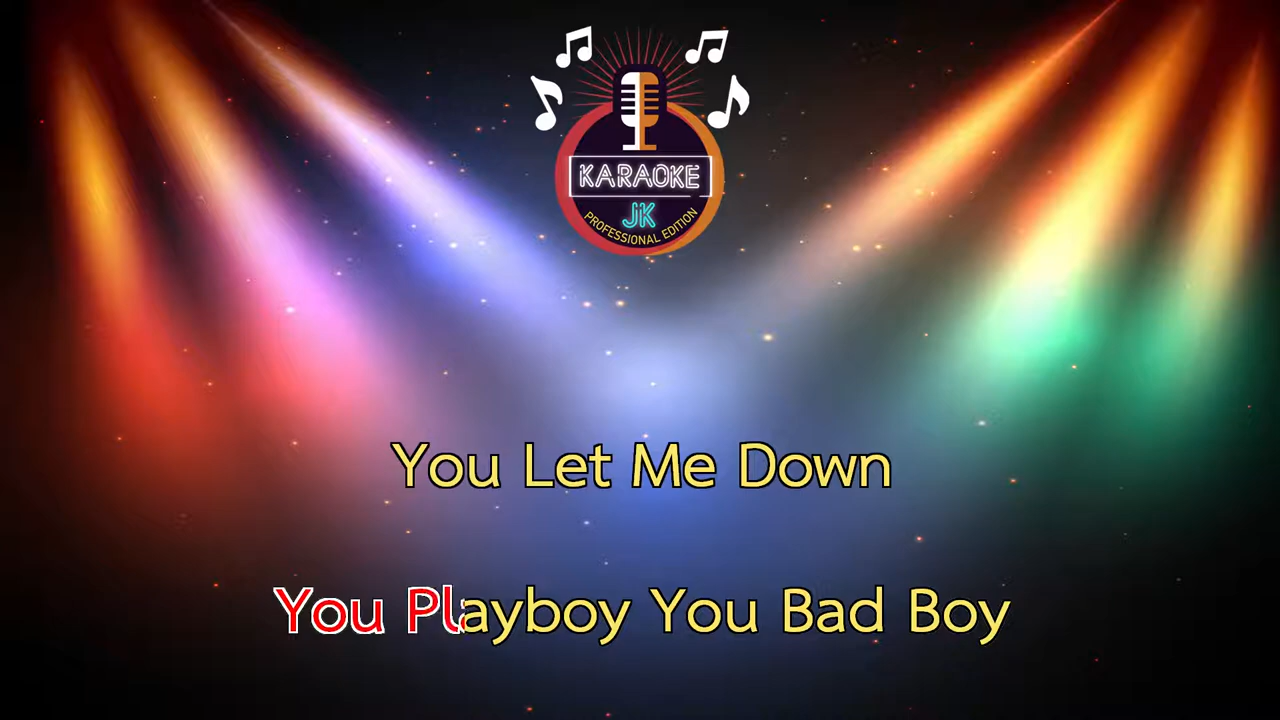 KARAOKE
JK
PROFESSIONAL EDITION
You Let Me Down
You Playboy You Bad Boy